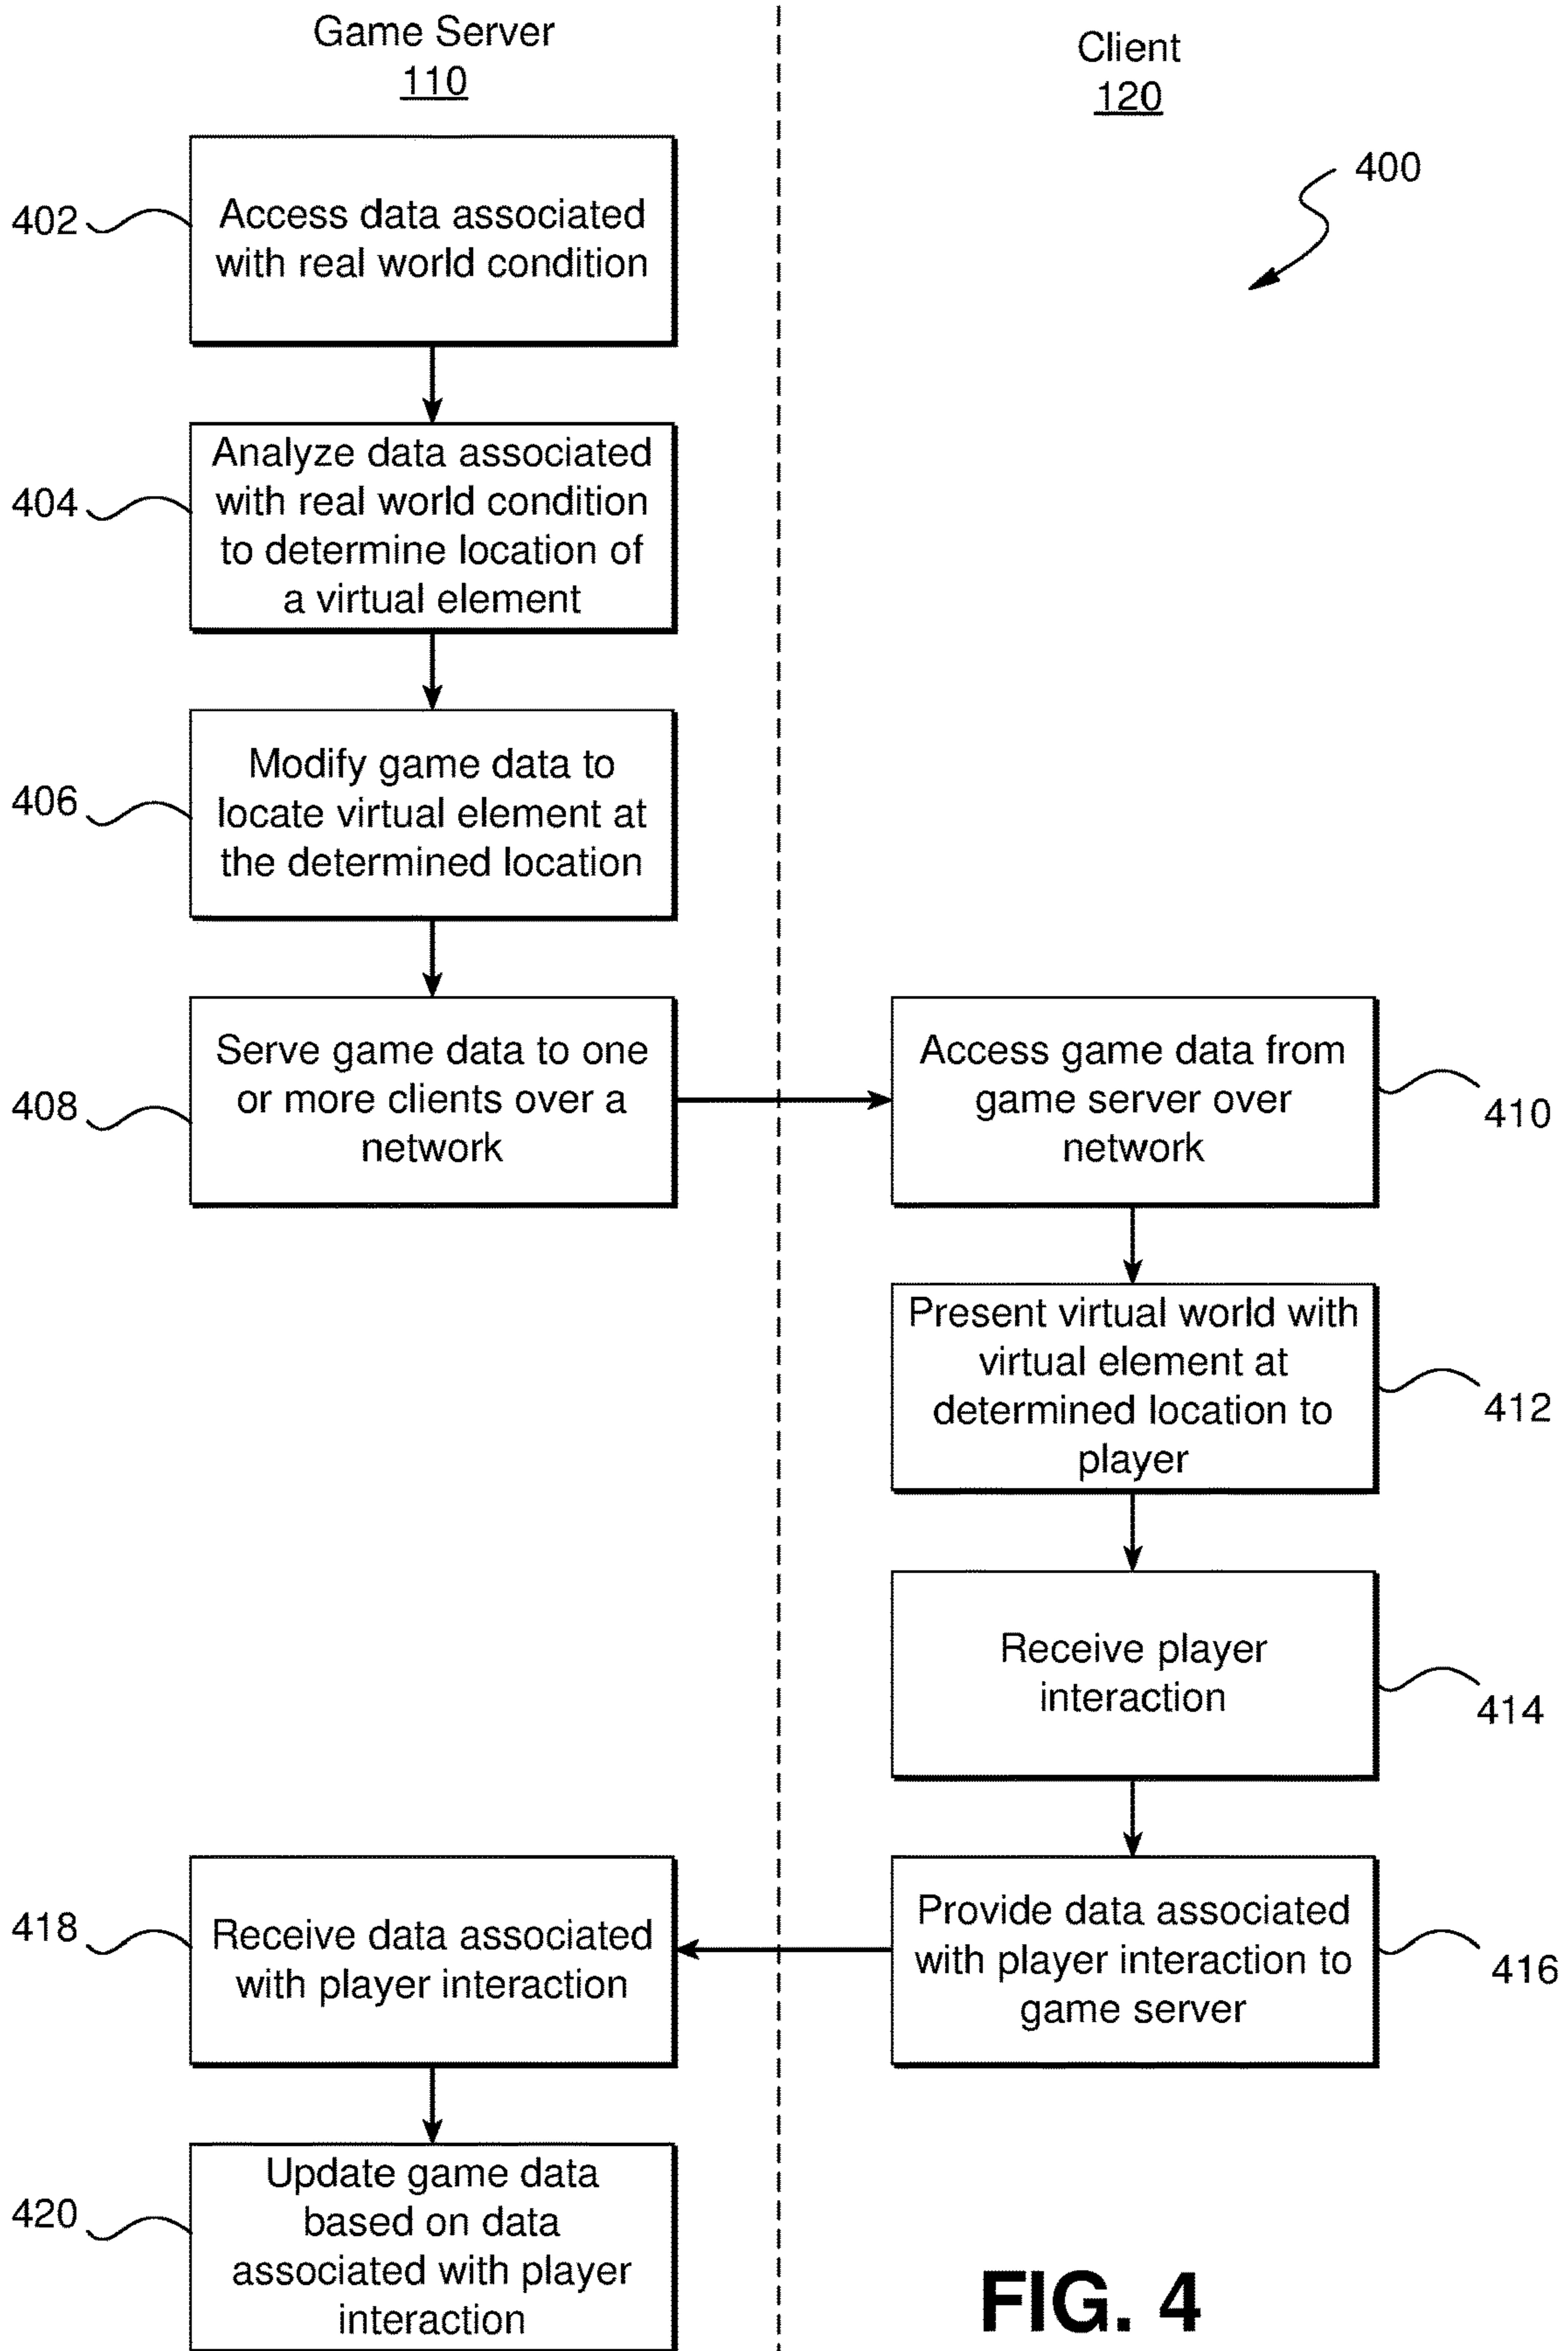 Game Server
110
Client
120
400
402
Access data associated
with real world condition
404
Analyze data associated
with real world condition
to determine location of
a virtual element
406
Modify game data to
locate virtual element at
the determined location
408
Serve game data to one
or more clients over a
network
Access game data from
game server over
network
410
Present virtual world with
virtual element at
determined location to
player
412
Receive player
interaction
414
Provide data associated
with player interaction to
game server
416
418
Receive data associated
with player interaction
420
Update game data
based on data
associated with player
interaction
FIG. 4